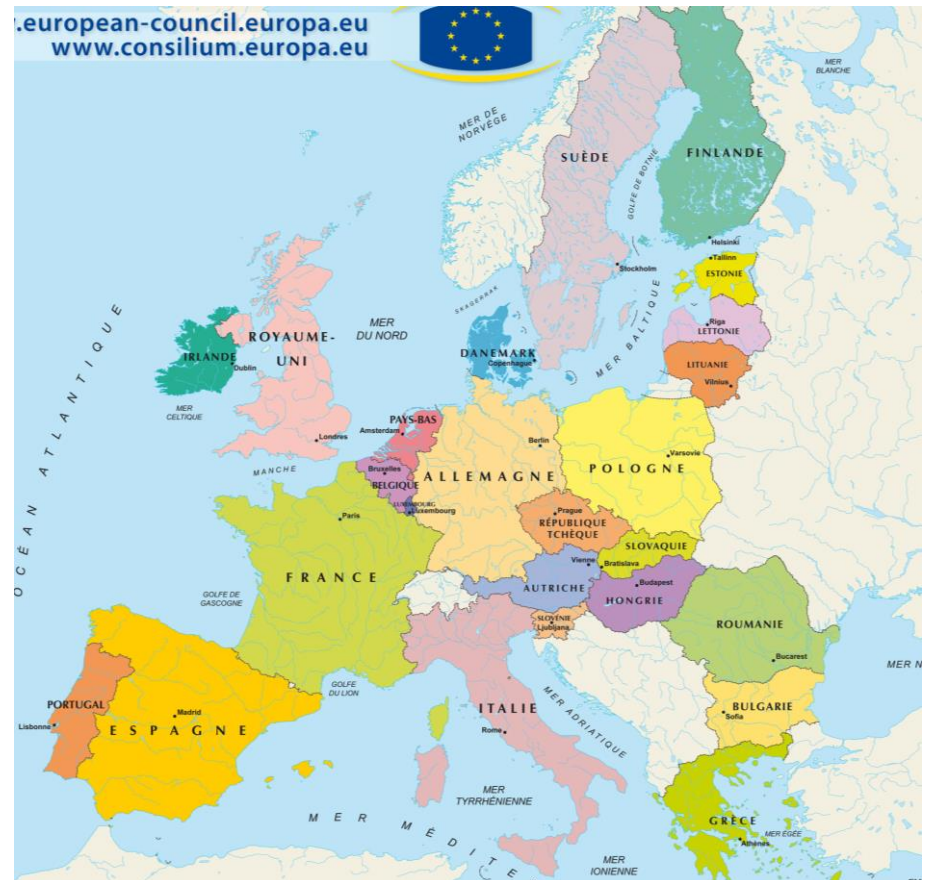 .european-council.europa.eu
www.consilium.europa.eu
MER
BLANCHE
MER DE
NORVÈGE
SUÈDE
FINLANDE
GOLFE DE BOTNIE
Helsinki
Tallinn
ESTONIE
Stockholm
SKAGERRAK
MER BALTIQUE
Riga
LETTONIE
LITUANIE
Vilnius
OCÉAN ATLANTIQUE
MER
DU NORD
ROYAUME-
UNI
IRLANDE
Dublin
DANEMARK
Copenhague
MER
CELTIQUE
Londres
MANCHE
PAYS-BAS
Amsterdam
Berlin
Varsovie
POLOGNE
ALLEMAGNE
Bruxelles
BELGIQUE
LUXEMBOURG
Luxembourg
Paris
Prague
RÉPUBLIQUE
TCHÈQUE
SLOVAQUIE
Vienne
Bratislava
FRANCE
AUTRICHE
Budapest
HONGRIE
GOLFE DE
GASCOGNE
SLOVÉNIE
Ljubljana
ROUMANIE
Bucarest
MER N
GOLFE
DU LION
MER ADRIATIQUE
PORTUGAL
Lisbonne
Madrid
ESPAGNE
ITALIE
Rome
BULGARIE
Sofia
MER
TYRRHÉNIENNE
MER MÉDITE
GRÈCE
MER ÉGÉE
Athènes
MER
IONIENNE